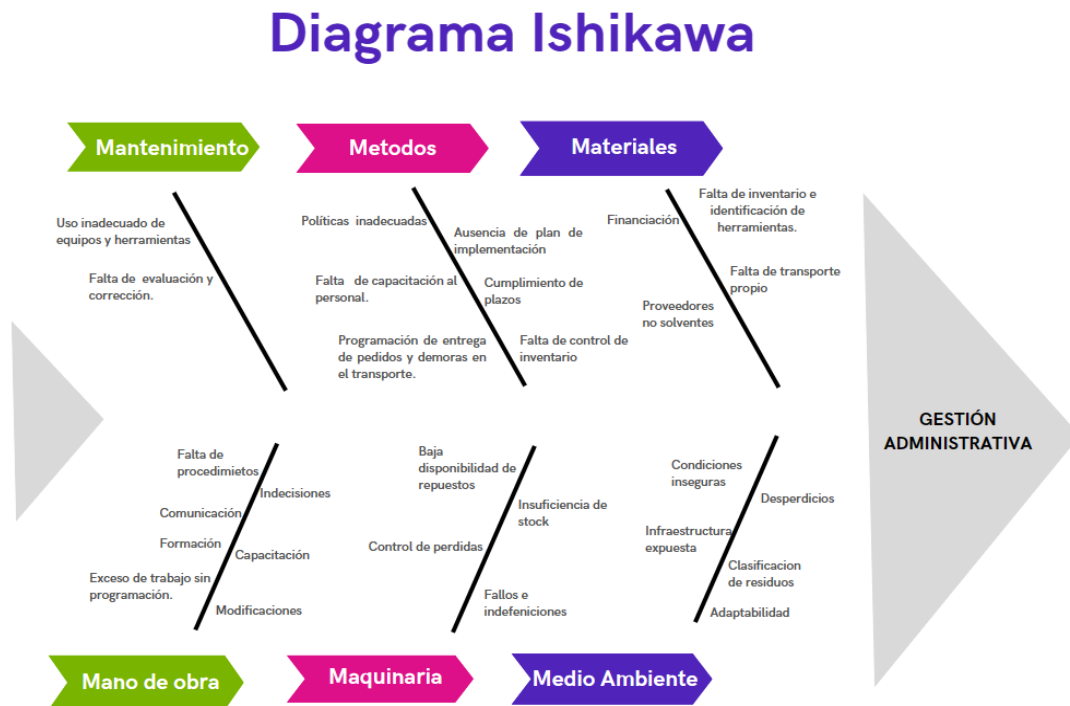 Diagrama Ishikawa
Mantenimiento
Metodos
Materiales
Uso inadecuado de
equipos y herramientas
Falta de evaluación y
corrección.
Políticas inadecuadas
Ausencia de plan de
implementación
Falta de capacitación al
personal.
Cumplimiento de
plazos
Programación de entrega
de pedidos y demoras en
el transporte.
Falta de control de
inventario
Financiación
Falta de inventario e
identificación de
herramientas.
Falta de transporte
propio
Proveedores
no solventes
GESTIÓN
ADMINISTRATIVA
Falta de
procedimietos
Indecisiones
Comunicación
Formación
Capacitación
Exceso de trabajo sin
programación.
Modificaciones
Baja
disponibilidad de
repuestos
Insuficiencia de
stock
Control de perdidas
Fallos e
indefeniciones
Condiciones
inseguras
Desperdicios
Infraestructura
expuesta
Clasificacion
de residuos
Adaptabilidad
Mano de obra
Maquinaria
Medio Ambiente